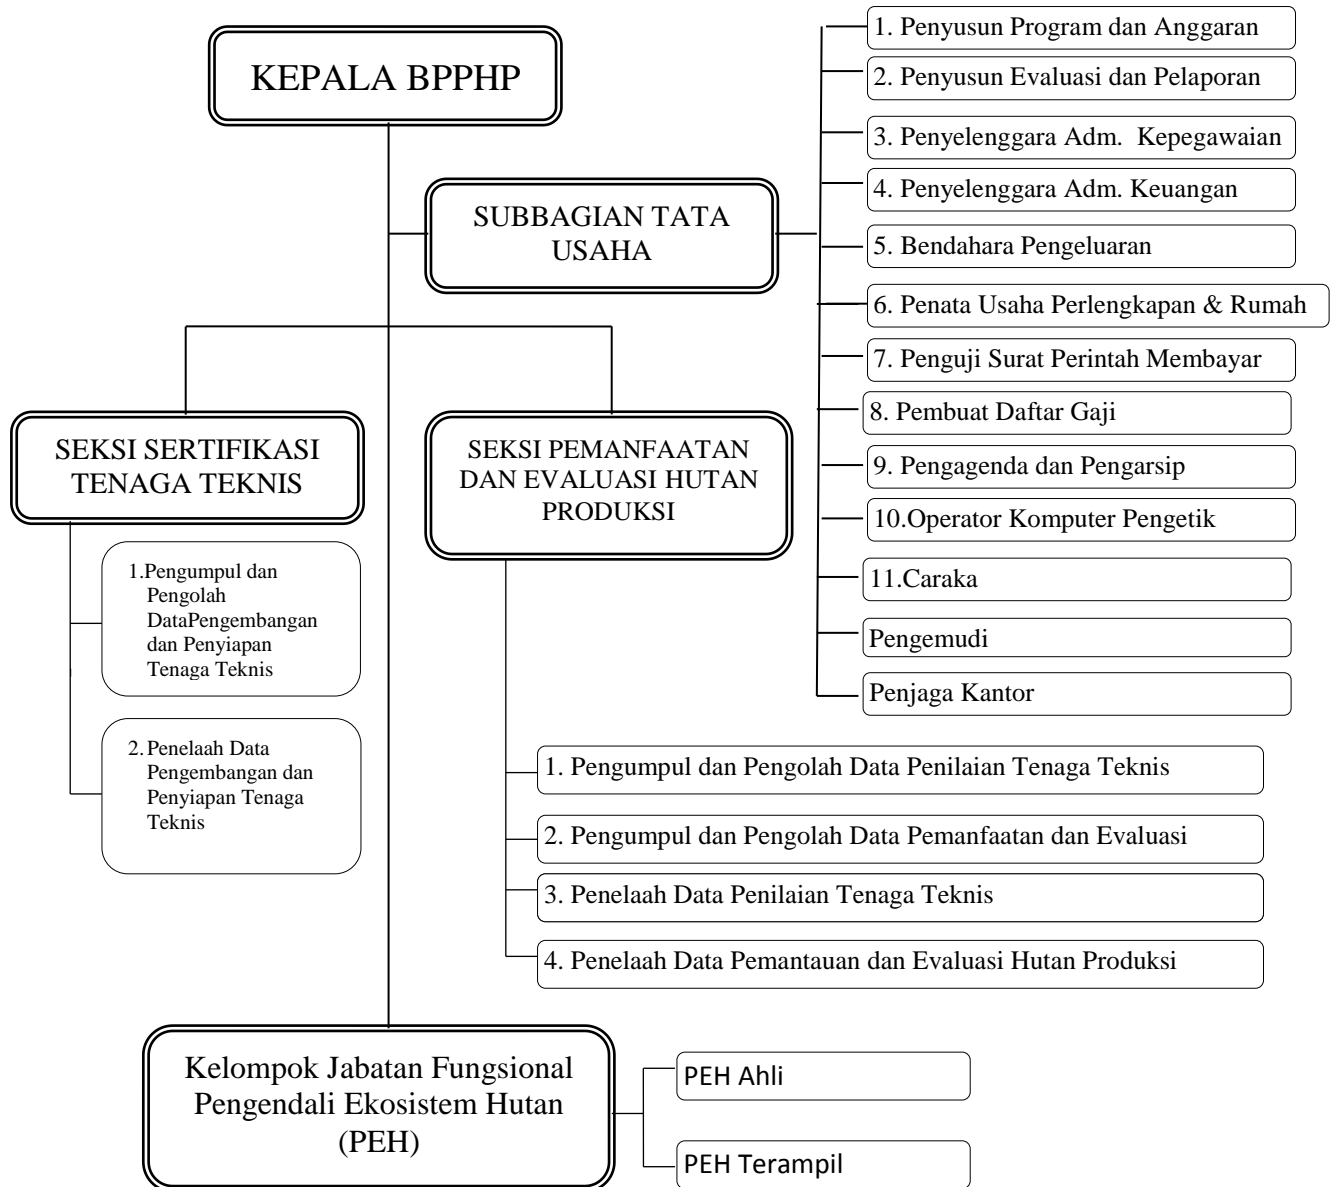 KEPALA BPPHP
SUBBAGIAN TATA
USAHA
1. Penyusun Program dan Anggaran
2. Penyusun Evaluasi dan Pelaporan
3. Penyelenggara Adm.  Kepegawaian
4. Penyelenggara Adm. Keuangan
5. Bendahara Pengeluaran
6. Penata Usaha Perlengkapan & Rumah
7. Penguji Surat Perintah Membayar
8. Pembuat Daftar Gaji
9. Pengagenda dan Pengarsip
10.Operator Komputer Pengetik
11.Caraka
Pengemudi
Penjaga Kantor
SEKSI SERTIFIKASI
TENAGA TEKNIS
1.Pengumpul dan
Pengolah
DataPengembangan
dan Penyiapan
Tenaga Teknis
2. Penelaah Data
Pengembangan dan
Penyiapan Tenaga
Teknis
SEKSI PEMANFAATAN
DAN EVALUASI HUTAN
PRODUKSI
1. Pengumpul dan Pengolah Data Penilaian Tenaga Teknis
2. Pengumpul dan Pengolah Data Pemanfaatan dan Evaluasi
3. Penelaah Data Penilaian Tenaga Teknis
4. Penelaah Data Pemantauan dan Evaluasi Hutan Produksi
Kelompok Jabatan Fungsional
Pengendali Ekosistem Hutan
(PEH)
PEH Ahli
PEH Terampil